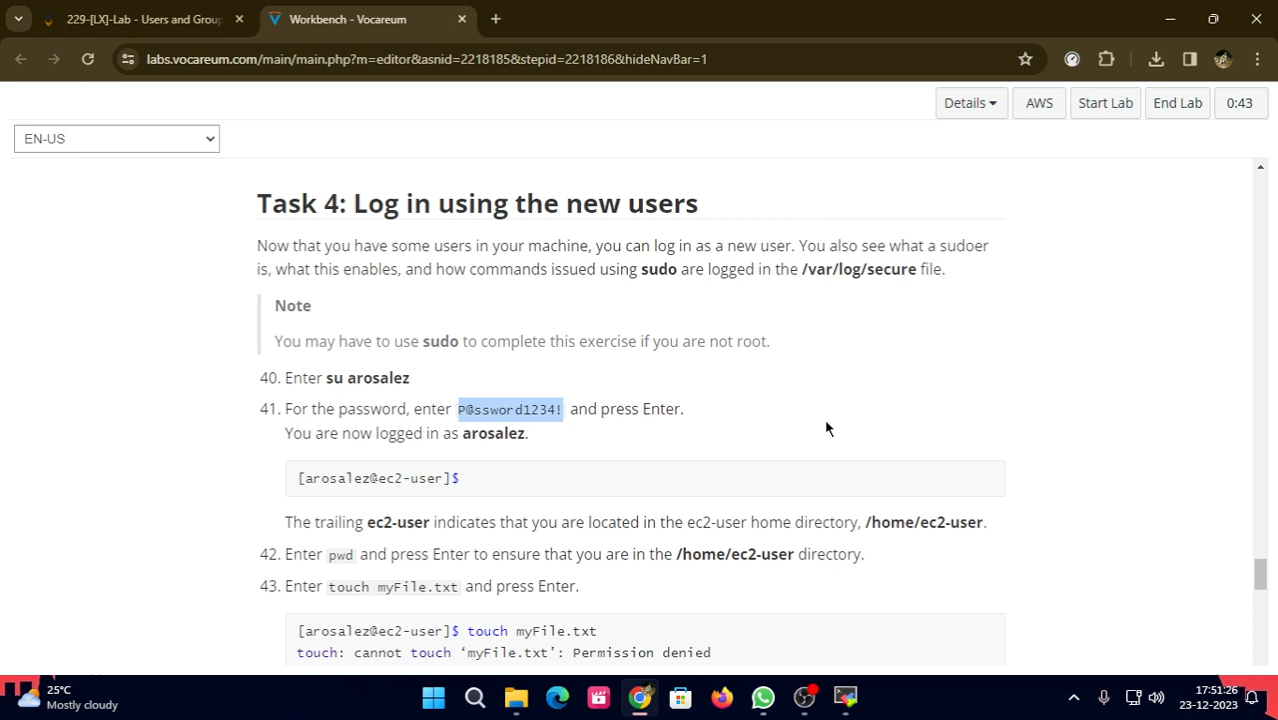 229-[LX]-Lab - Users and Group
Workbench - Vocareum
labs.vocareum.com/main/main.php?m=editor&asnid=2218185&stepid=2218186&hideNavBar=1
Details
AWS
Start Lab
End Lab
0:43
EN-US
Task 4: Log in using the new users
Now that you have some users in your machine, you can log in as a new user. You also see what a sudoer
is, what this enables, and how commands issued using sudo are logged in the /var/log/secure file.
Note
You may have to use sudo to complete this exercise if you are not root.
40. Enter su arosalez
41. For the password, enter P@ssword1234! and press Enter.
You are now logged in as arosalez.
[arosalez@ec2-user]$
The trailing ec2-user indicates that you are located in the ec2-user home directory, /home/ec2-user.
42. Enter pwd and press Enter to ensure that you are in the /home/ec2-user directory.
43. Enter touch myFile.txt and press Enter.
[arosalez@ec2-user]$ touch myFile.txt
touch: cannot touch ‘myFile.txt’: Permission denied
25°C
Mostly cloudy
17:51:26
23-12-2023